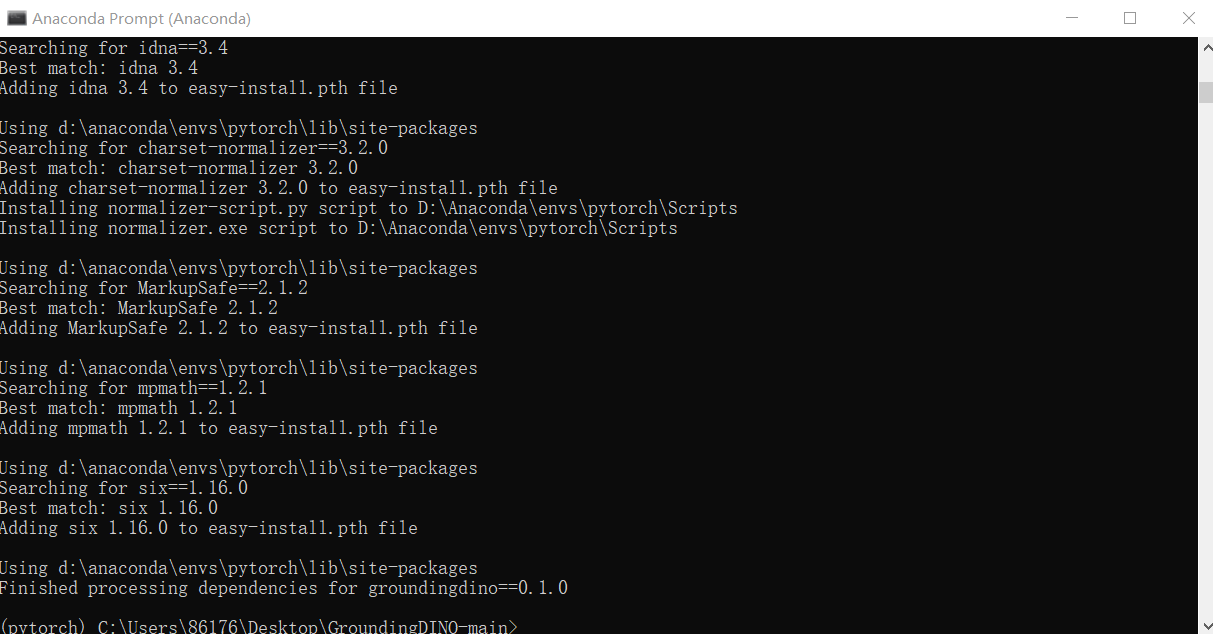 Anaconda Prompt (Anaconda)
Searching for idna==3.4
Best match: idna 3.4
Adding idna 3.4 to easy-install.pth file
Using d:\anaconda\envs\pytorch\lib\site-packages
Searching for charset-normalizer==3.2.0
Best match: charset-normalizer 3.2.0
Adding charset-normalizer 3.2.0 to easy-install.pth file
Installing normalizer-script.py script to D:\Anaconda\envs\pytorch\Scripts
Installing normalizer.exe script to D:\Anaconda\envs\pytorch\Scripts
Using d:\anaconda\envs\pytorch\lib\site-packages
Searching for MarkupSafe==2.1.2
Best match: MarkupSafe 2.1.2
Adding MarkupSafe 2.1.2 to easy-install.pth file
Using d:\anaconda\envs\pytorch\lib\site-packages
Searching for mpmath==1.2.1
Best match: mpmath 1.2.1
Adding mpmath 1.2.1 to easy-install.pth file
Using d:\anaconda\envs\pytorch\lib\site-packages
Searching for six==1.16.0
Best match: six 1.16.0
Adding six 1.16.0 to easy-install.pth file
Using d:\anaconda\envs\pytorch\lib\site-packages
Finished processing dependencies for groundingdino==0.1.0
(pytorch) C:\Users\86176\Desktop\GroundingDINO-main>